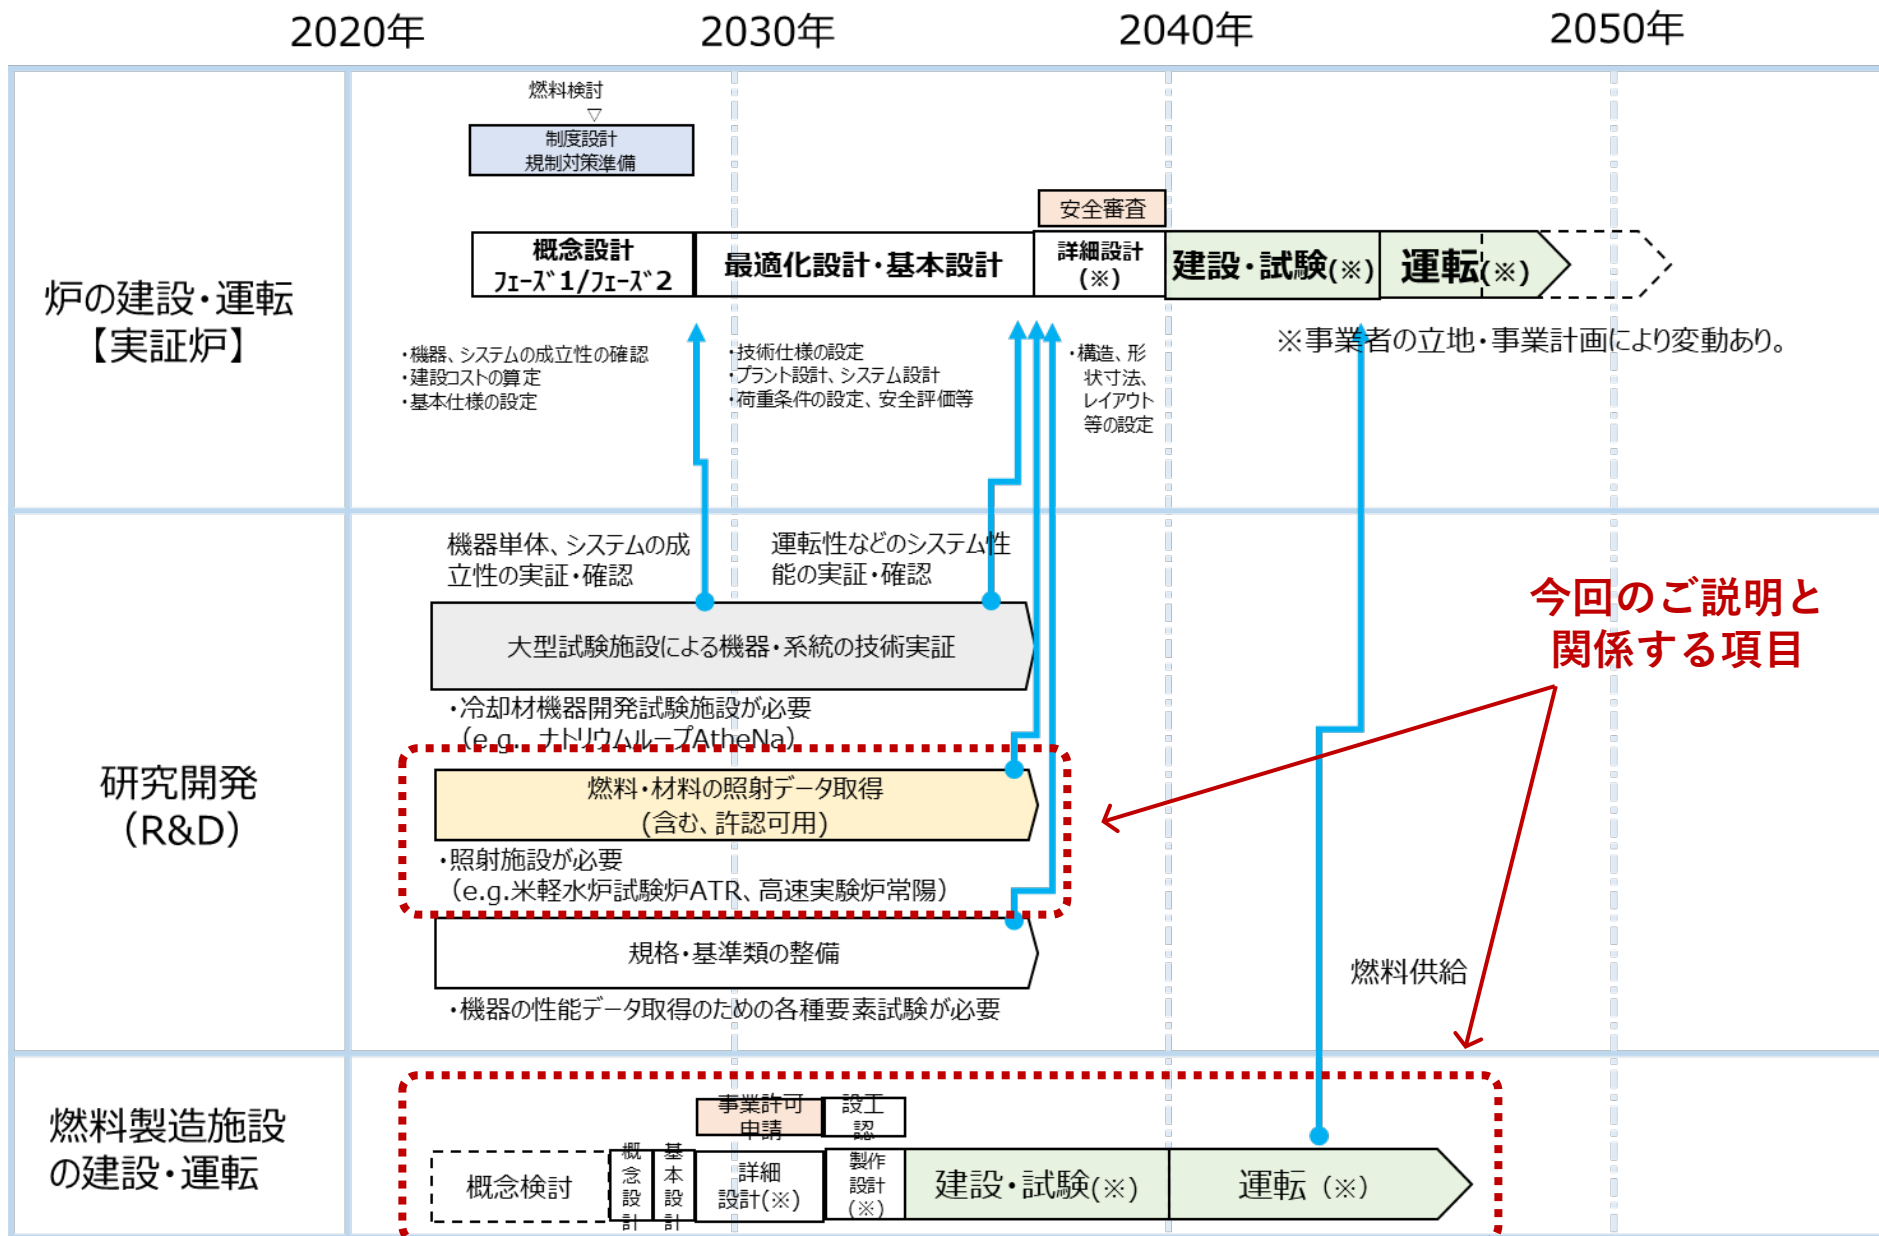 2020年
2030年
2040年
2050年
炉の建設・運転
【実証炉】
燃料検討
▽
制度設計
規制対策準備
安全審査
概念設計
フェーズ1/フェーズ2
最適化設計・基本設計
詳細設計
(※)
建設・試験(※)
運転(※)
※事業者の立地・事業計画により変動あり。
・機器、システムの成立性の確認
・建設コストの算定
・基本仕様の設定
・技術仕様の設定
・プラント設計、システム設計
・荷重条件の設定、安全評価等
・構造、形
状寸法、
レイアウト
等の設定
研究開発
(R&D)
機器単体、システムの成
立性の実証・確認
運転性などのシステム性
能の実証・確認
今回のご説明と
関係する項目
大型試験施設による機器・系統の技術実証
・冷却材機器開発試験施設が必要
(e.g. ナトリウムループAtheNa)
燃料・材料の照射データ取得
(含む、許認可用)
・照射施設が必要
(e.g.米軽水炉試験炉ATR、高速実験炉常陽)
規格・基準類の整備
・機器の性能データ取得のための各種要素試験が必要
燃料供給
燃料製造施設
の建設・運転
事業許可
申請
設工
認
概念検討
概念設計
基本設計
詳細
設計(※)
製作
設計
(※)
建設・試験(※)
運転 (※)